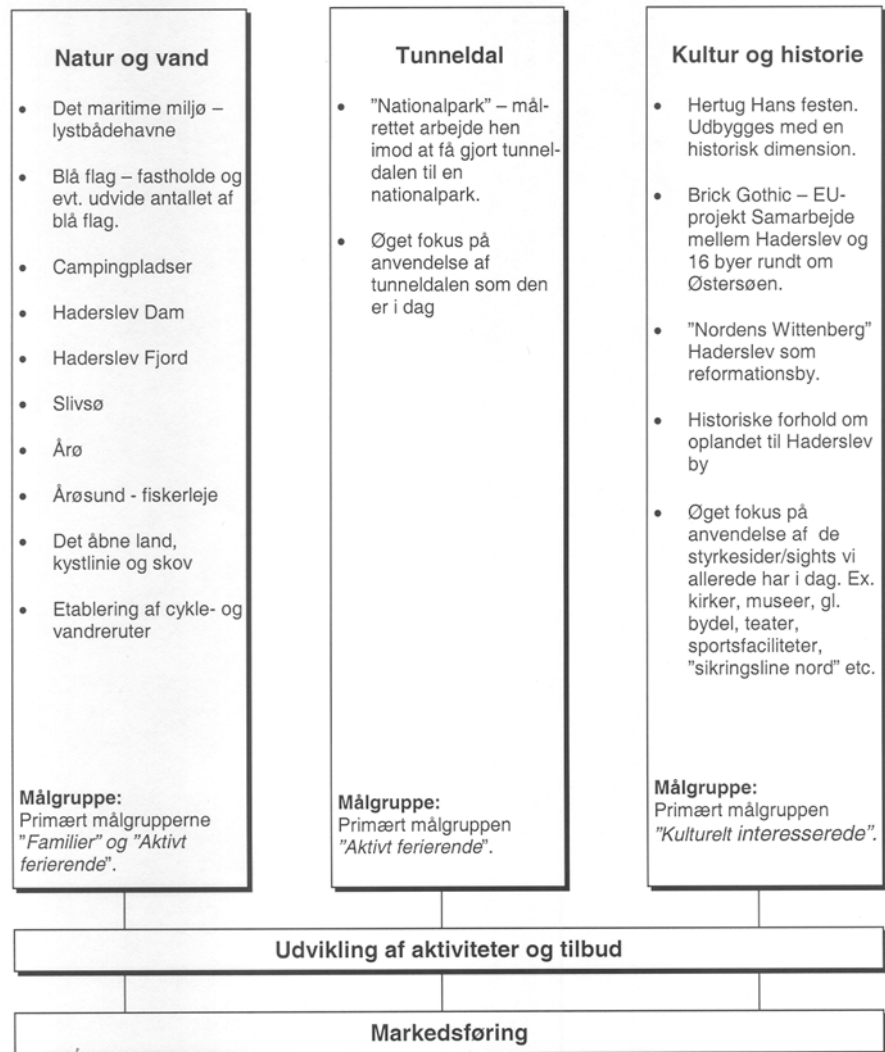 Natur og vand
• Det maritime miljø –
lystbådehavne
• Blå flag – fastholde og
evt. udvide antallet af
blå flag.
• Campingpladser
• Haderslev Dam
• Haderslev Fjord
• Slivsø
• Årø
• Årøsund - fiskerleje
• Det åbne land,
kystlinie og skov
• Etablering af cykle- og
vandreruter
Målgruppe:
Primært målgrupperne
"Familier" og "Aktivt
ferierende".
Tunneldal
• "Nationalpark" – mål-
rettet arbejde hen
imod at få gjort tunnel-
dalen til en
nationalpark.
• Øget fokus på
anvendelse af
tunneldalen som den
er i dag
Målgruppe:
Primært målgruppen
"Aktivt ferierende".
Kultur og historie
• Hertug Hans festen.
Udbygges med en
historisk dimension.
• Brick Gothic – EU-
projekt Samarbejde
mellem Haderslev og
16 byer rundt om
Østersøen.
• "Nordens Wittenberg"
Haderslev som
reformationsby.
• Historiske forhold om
oplandet til Haderslev
by
• Øget fokus på
anvendelse af de
styrkesider/sights vi
allerede har i dag. Ex.
kirker, museer, gl.
bydel, teater,
sportsfaciliteter,
"sikringsline nord" etc.
Målgruppe:
Primært målgruppen
"Kulturelt interesserede".
Udvikling af aktiviteter og tilbud
Markedsføring